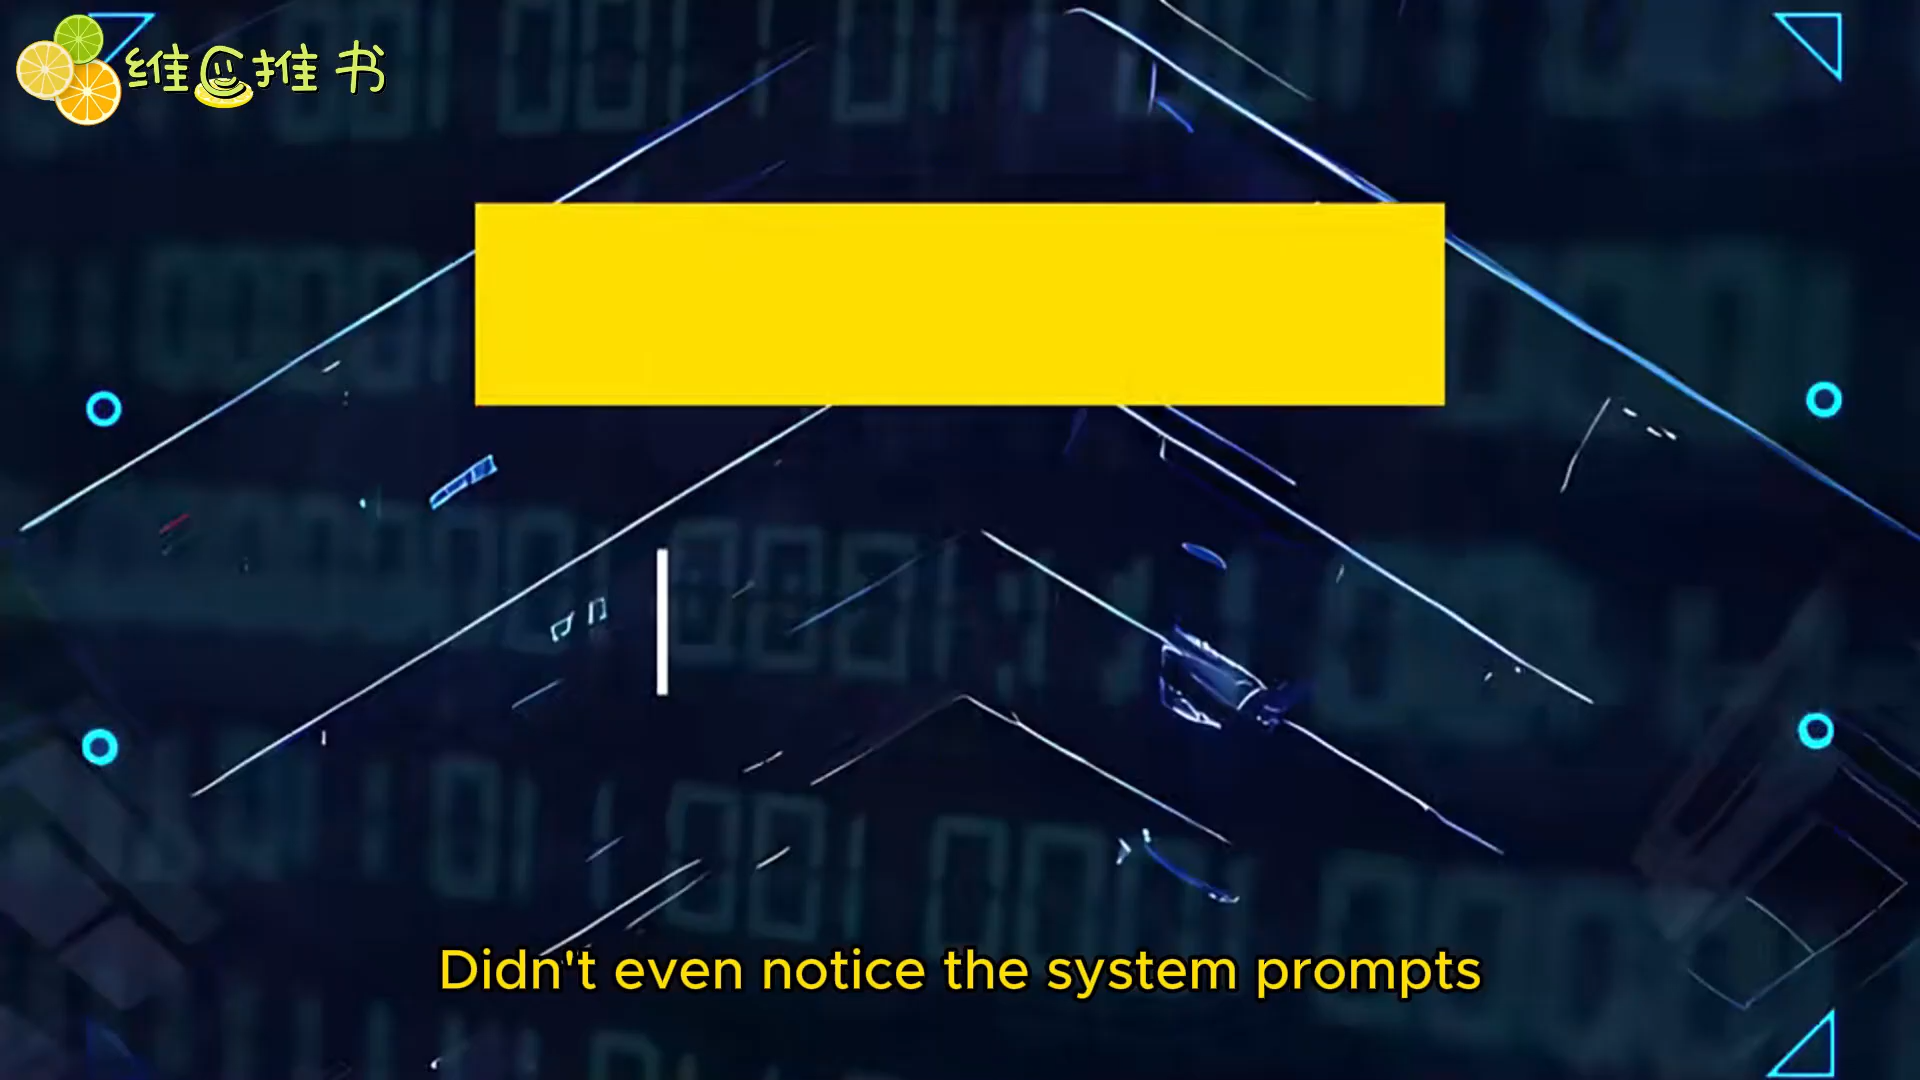 维C推书
Didn't even notice the system prompts